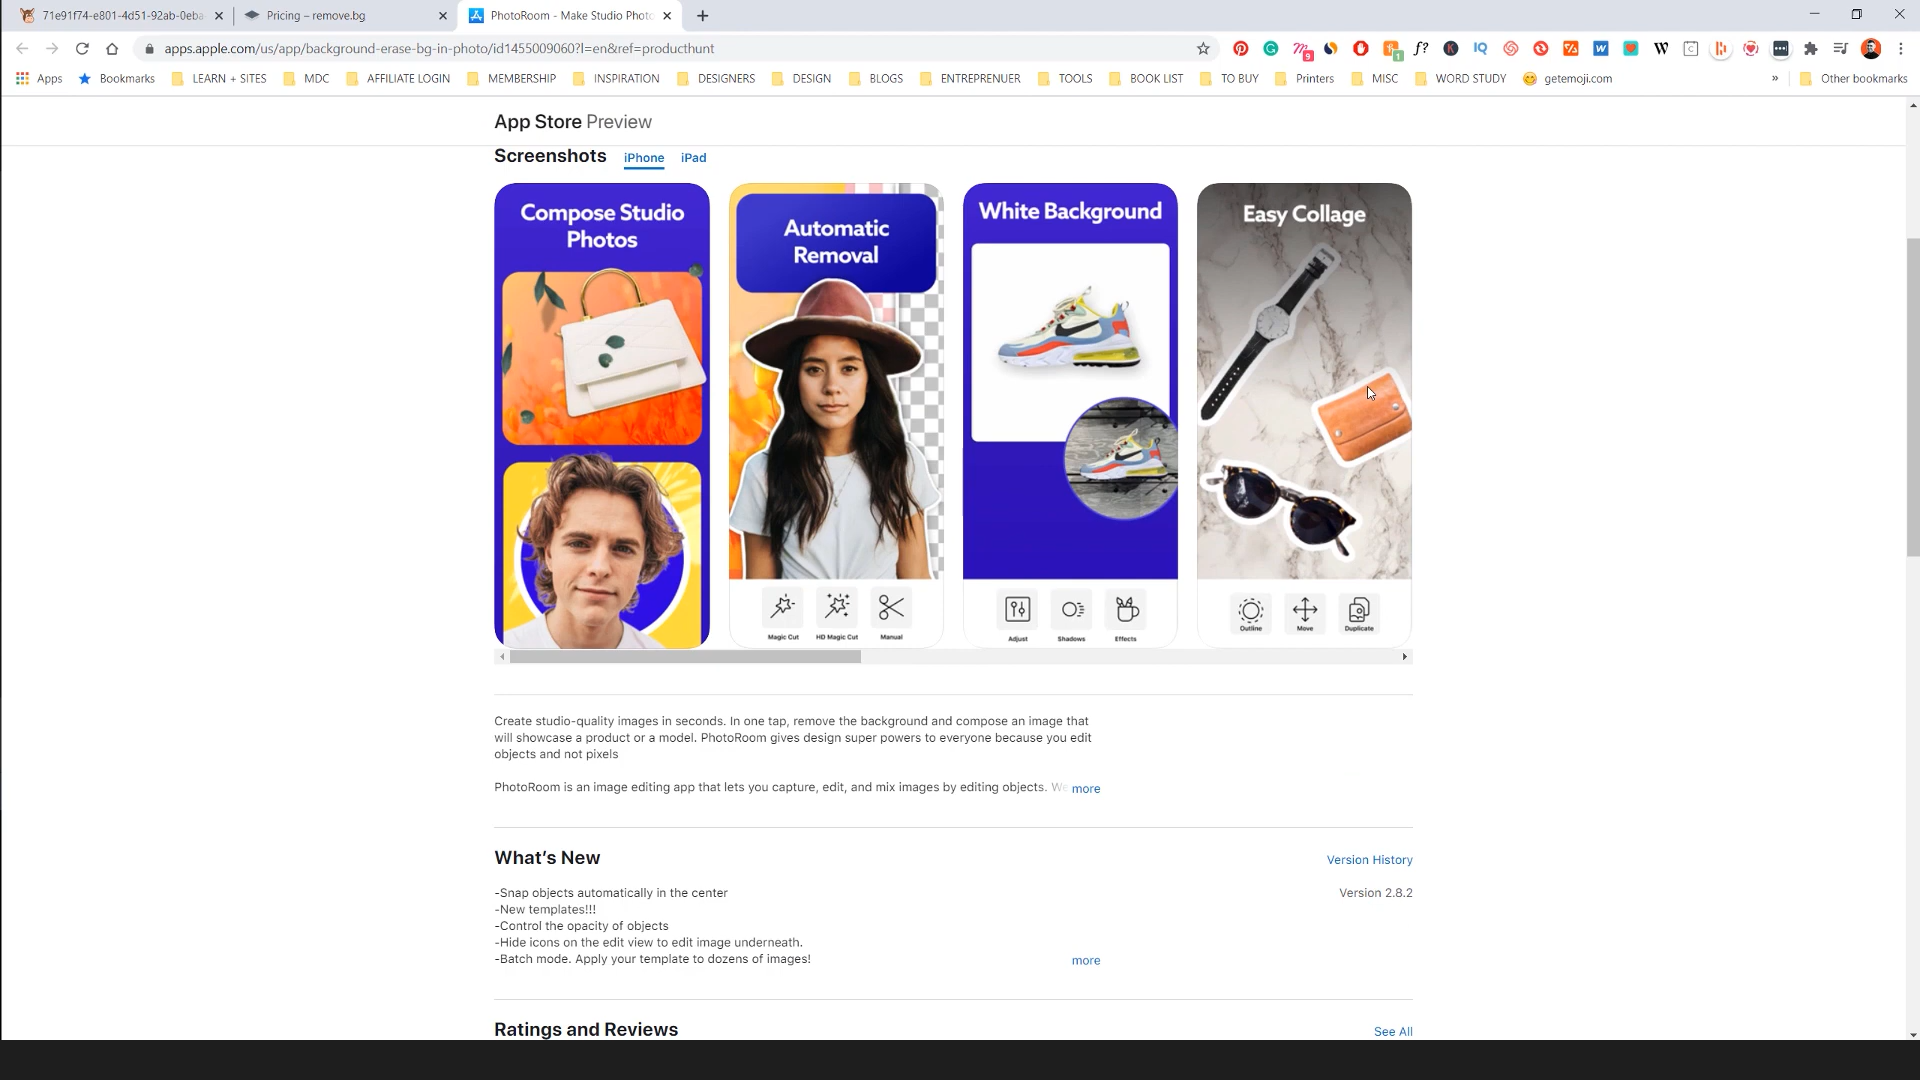 71e91f74-e801-4d51-92ab-0eba
Pricing – remove.bg
PhotoRoom - Make Studio Photo
apps.apple.com/us/app/background-erase-bg-in-photo/id1455009060?l=en&ref=producthunt
Apps
Bookmarks
LEARN + SITES
MDC
AFFILIATE LOGIN
MEMBERSHIP
INSPIRATION
DESIGNERS
DESIGN
BLOGS
ENTREPRENUER
TOOLS
BOOK LIST
TO BUY
Printers
MISC
WORD STUDY
getemoji.com
»
Other bookmarks
App Store Preview
Screenshots iPhone iPad
Compose Studio
Photos
Automatic
Removal
Magic Cut
HD Magic Cut
Manual
White Background
Adjust
Shadows
Effects
Easy Collage
Outline
Move
Duplicate
Create studio-quality images in seconds. In one tap, remove the background and compose an image that
will showcase a product or a model. PhotoRoom gives design super powers to everyone because you edit
objects and not pixels
PhotoRoom is an image editing app that lets you capture, edit, and mix images by editing objects. We more
What's New
Version History
-Snap objects automatically in the center
Version 2.8.2
-New templates!!!
-Control the opacity of objects
-Hide icons on the edit view to edit image underneath.
-Batch mode. Apply your template to dozens of images!
more
Ratings and Reviews
See All